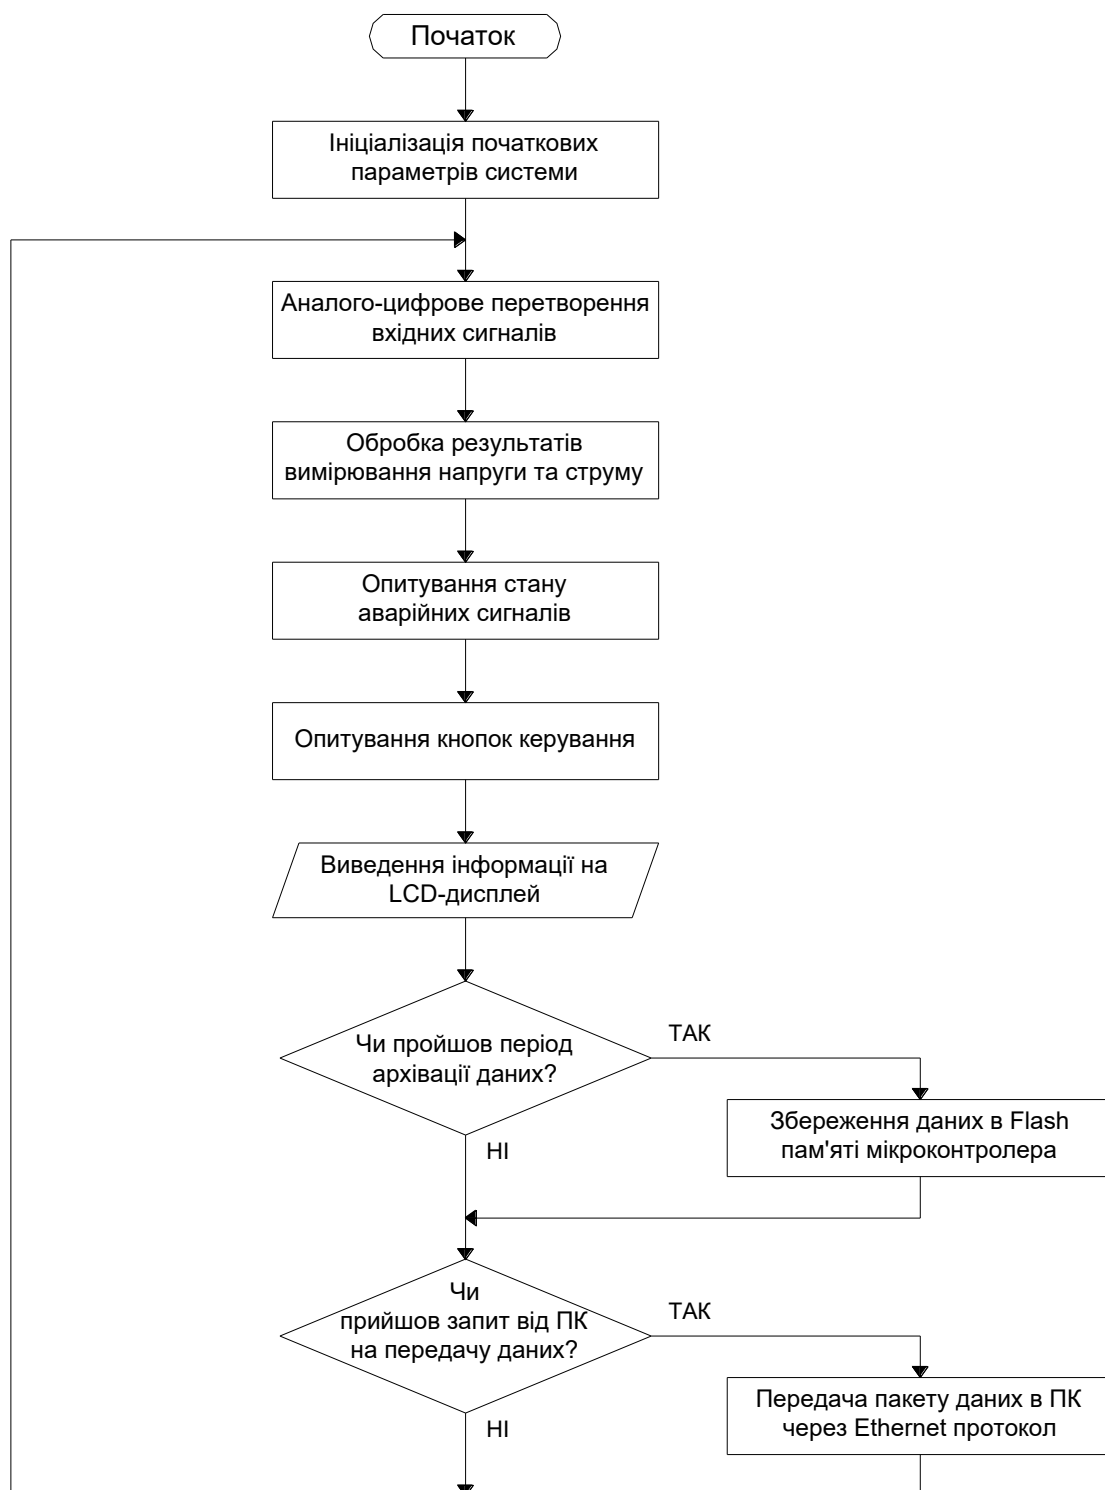 Початок
Ініціалізація початкових
параметрів системи
Аналого-цифрове перетворення
вхідних сигналів
Обробка результатів
вимірювання напруги та струму
Опитування стану
аварійних сигналів
Опитування кнопок керування
Виведення інформації на
LCD-дисплей
Чи пройшов період
архівації даних?
ТАК
Збереження даних в Flash
пам'яті мікроконтролера
НІ
Чи
прийшов запит від ПК
на передачу даних?
ТАК
Передача пакету даних в ПК
через Ethernet протокол
НІ